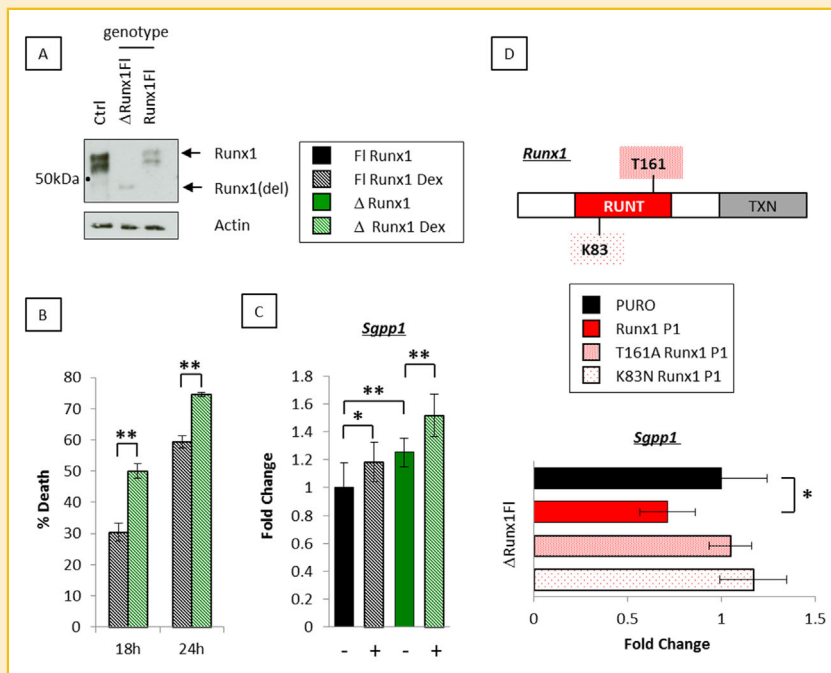 A
genotype
Ctrl
ΔRunx1Fl
Runx1Fl
Runx1
50kDa
Runx1(del)
Actin
Fl Runx1
Fl Runx1 Dex
Δ Runx1
Δ Runx1 Dex
B
% Death
80
70
60
50
40
30
20
10
0
**
**
18h
24h
C
Sgpp1
Fold Change
1.8
1.6
1.4
1.2
1
0.8
0.6
0.4
0.2
0
**
**
*
- + - +
D
Runx1
T161
RUNT
TXN
K83
PURO
Runx1 P1
T161A Runx1 P1
K83N Runx1 P1
Sgpp1
ΔRunx1Fl
*
0 0.5 1 1.5
Fold Change